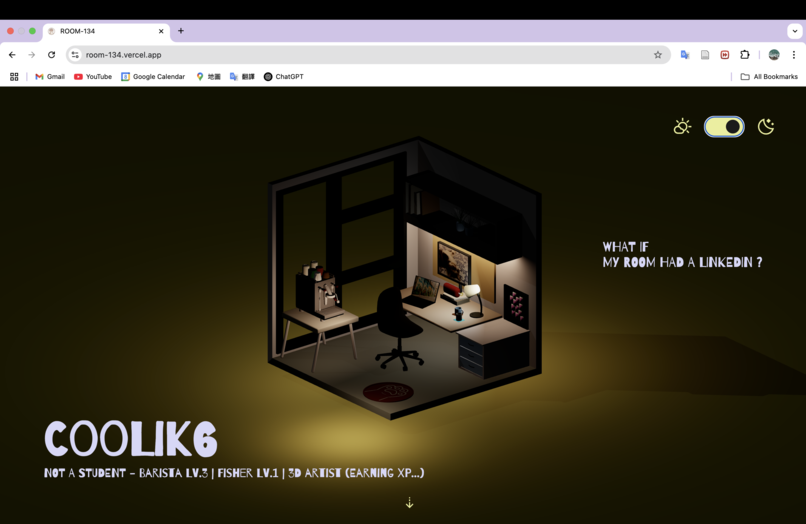 ROOM-134
room-134.vercel.app
Gmail
YouTube
Google Calendar
地圖
翻譯
ChatGPT
All Bookmarks
WHAT IF
MY ROOM HAD A LINKEDIN ?
COOLIK6
NOT A STUDENT - BARISTA LV.3 | FISHER LV.1 | 3D ARTIST (EARNING XP...)